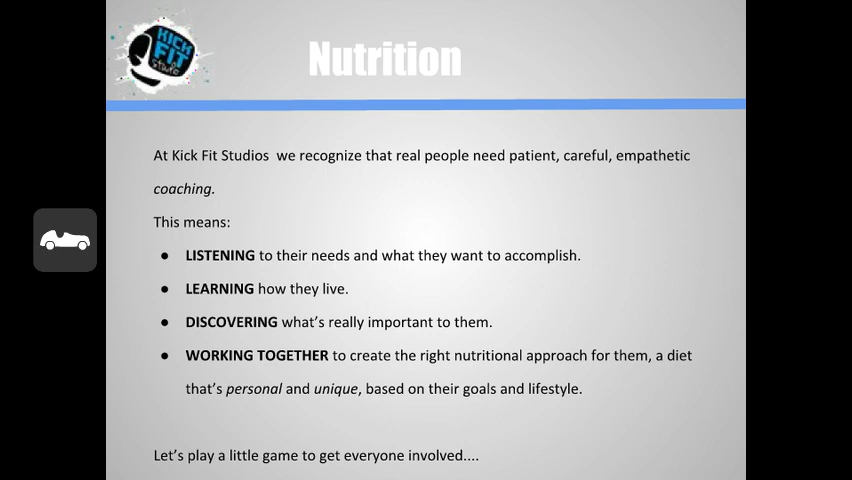 KICK
FIT
studio
Nutrition
At Kick Fit Studios  we recognize that real people need patient, careful, empathetic
coaching.
This means:
● LISTENING to their needs and what they want to accomplish.
● LEARNING how they live.
● DISCOVERING what’s really important to them.
● WORKING TOGETHER to create the right nutritional approach for them, a diet
that’s personal and unique, based on their goals and lifestyle.
Let’s play a little game to get everyone involved....